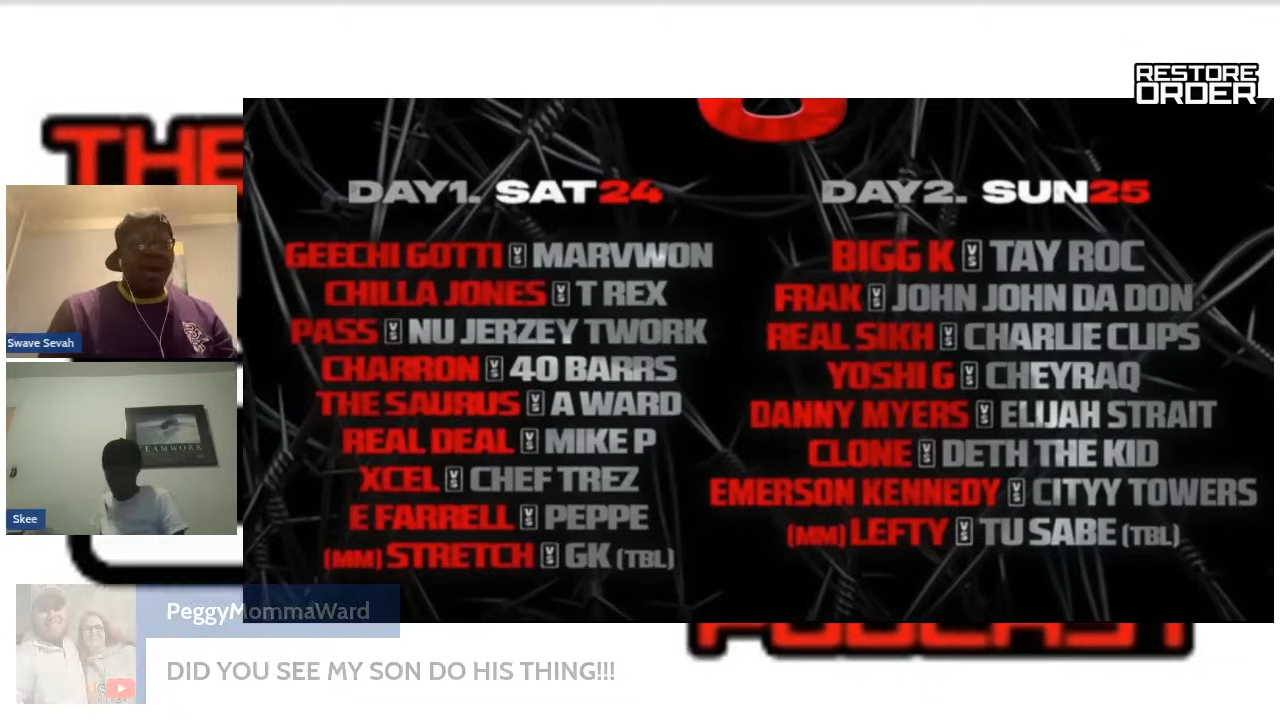 RESTORE
ORDER
THE
DAY1. SAT24
GEECHI GOTTI VS MARVWON
CHILLA JONES VS T REX
PASS VS NU JERZEY TWORK
CHARRON VS 40 BARRS
THE SAURUS VS A WARD
REAL DEAL VS MIKE P
XCEL VS CHEF TREZ
E FARRELL VS PEPPE
(MM) STRETCH VS GK (TBL)
DAY2. SUN25
BIGG K VS TAY ROC
FRAK VS JOHN JOHN DA DON
REAL SIKH VS CHARLIE CLIPS
YOSHI G VS CHEYRAQ
DANNY MYERS VS ELIJAH STRAIT
CLONE VS DETH THE KID
EMERSON KENNEDY VS CITYY TOWERS
(MM) LEFTY VS TU SABE (TBL)
Swave Sevah
TEAMWORK
Skee
PODCAST
PeggyMommaWard
DID YOU SEE MY SON DO HIS THING!!!